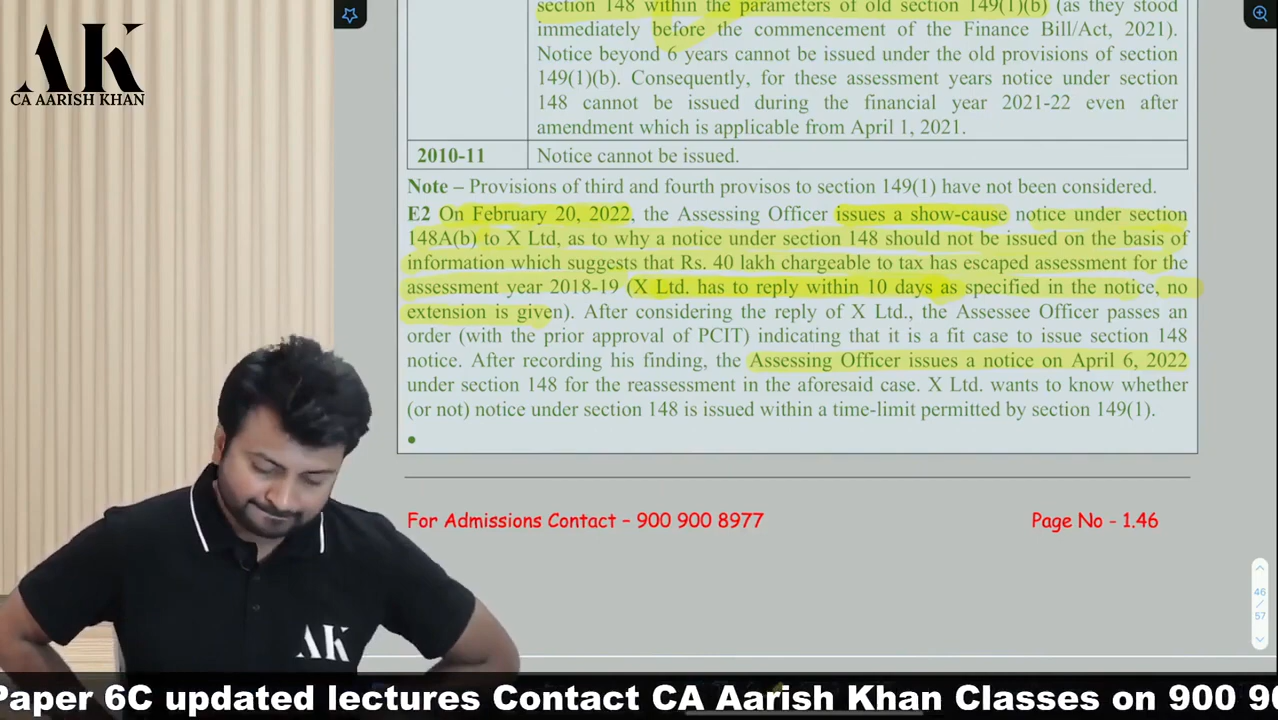 AK
CA AARISH KHAN
section 148 within the parameters of old section 149(1)(b) (as they stood
immediately before the commencement of the Finance Bill/Act, 2021).
Notice beyond 6 years cannot be issued under the old provisions of section
149(1)(b). Consequently, for these assessment years notice under section
148 cannot be issued during the financial year 2021-22 even after
amendment which is applicable from April 1, 2021.
2010-11 Notice cannot be issued.
Note – Provisions of third and fourth provisos to section 149(1) have not been considered.
E2 On February 20, 2022, the Assessing Officer issues a show-cause notice under section
148A(b) to X Ltd, as to why a notice under section 148 should not be issued on the basis of
information which suggests that Rs. 40 lakh chargeable to tax has escaped assessment for the
assessment year 2018-19 (X Ltd. has to reply within 10 days as specified in the notice, no
extension is given). After considering the reply of X Ltd., the Assessee Officer passes an
order (with the prior approval of PCIT) indicating that it is a fit case to issue section 148
notice. After recording his finding, the Assessing Officer issues a notice on April 6, 2022
under section 148 for the reassessment in the aforesaid case. X Ltd. wants to know whether
(or not) notice under section 148 is issued within a time-limit permitted by section 149(1).
For Admissions Contact – 900 900 8977 Page No - 1.46
46
/
57
AK
Paper 6C updated lectures Contact CA Aarish Khan Classes on 900 90